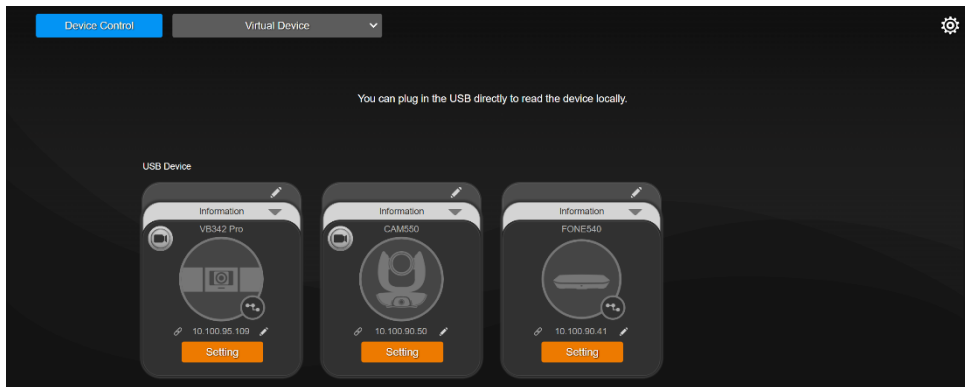 Device Control
Virtual Device
You can plug in the USB directly to read the device locally.
USB Device
Information
VB342 Pro
10.100.95.109
Setting
Information
CAM550
10.100.90.50
Setting
Information
FONE540
10.100.90.41
Setting